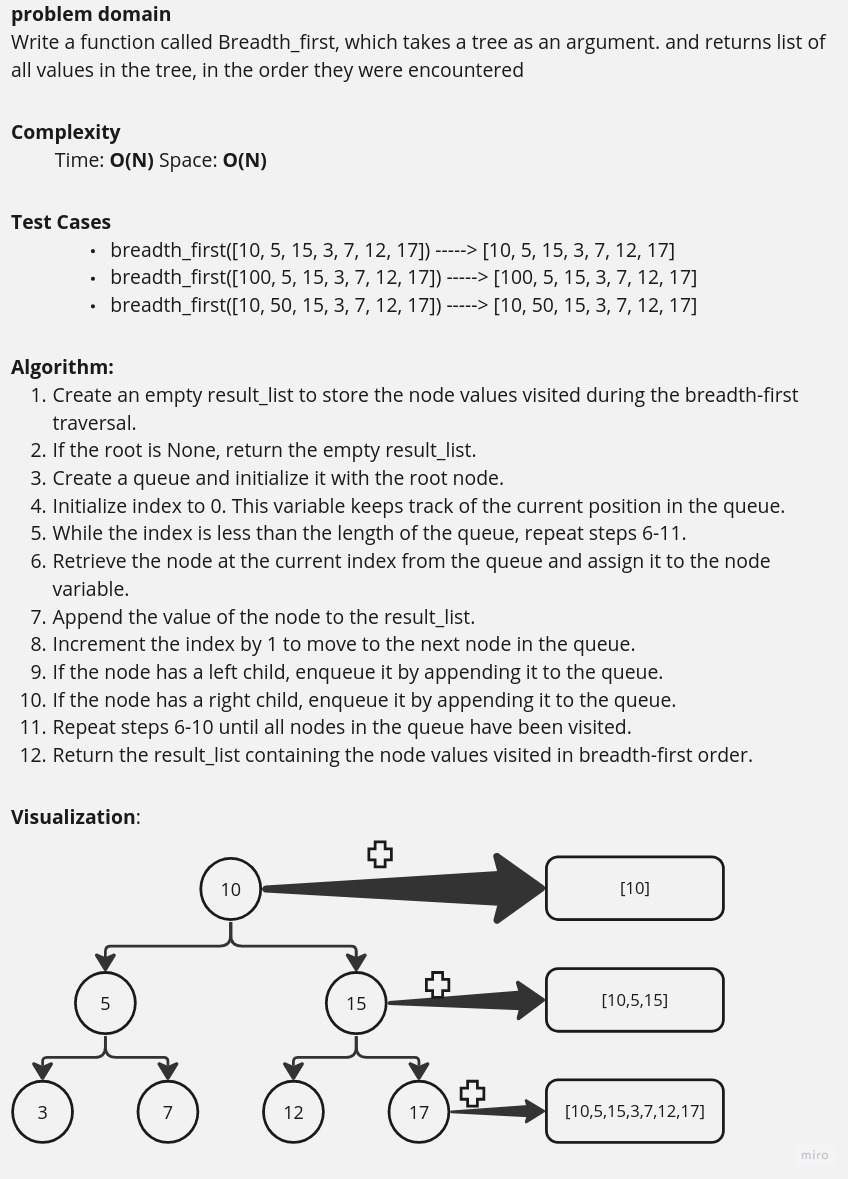 problem domain
Write a function called Breadth_first, which takes a tree as an argument. and returns list of
all values in the tree, in the order they were encountered
Complexity
Time: O(N) Space: O(N)
Test Cases
• breadth_first([10, 5, 15, 3, 7, 12, 17]) -----> [10, 5, 15, 3, 7, 12, 17]
• breadth_first([100, 5, 15, 3, 7, 12, 17]) -----> [100, 5, 15, 3, 7, 12, 17]
• breadth_first([10, 50, 15, 3, 7, 12, 17]) -----> [10, 50, 15, 3, 7, 12, 17]
Algorithm:
1. Create an empty result_list to store the node values visited during the breadth-first
traversal.
2. If the root is None, return the empty result_list.
3. Create a queue and initialize it with the root node.
4. Initialize index to 0. This variable keeps track of the current position in the queue.
5. While the index is less than the length of the queue, repeat steps 6-11.
6. Retrieve the node at the current index from the queue and assign it to the node
variable.
7. Append the value of the node to the result_list.
8. Increment the index by 1 to move to the next node in the queue.
9. If the node has a left child, enqueue it by appending it to the queue.
10. If the node has a right child, enqueue it by appending it to the queue.
11. Repeat steps 6-10 until all nodes in the queue have been visited.
12. Return the result_list containing the node values visited in breadth-first order.
Visualization:
10 [10]
5 15 [10,5,15]
3 7 12 17 [10,5,15,3,7,12,17]
miro